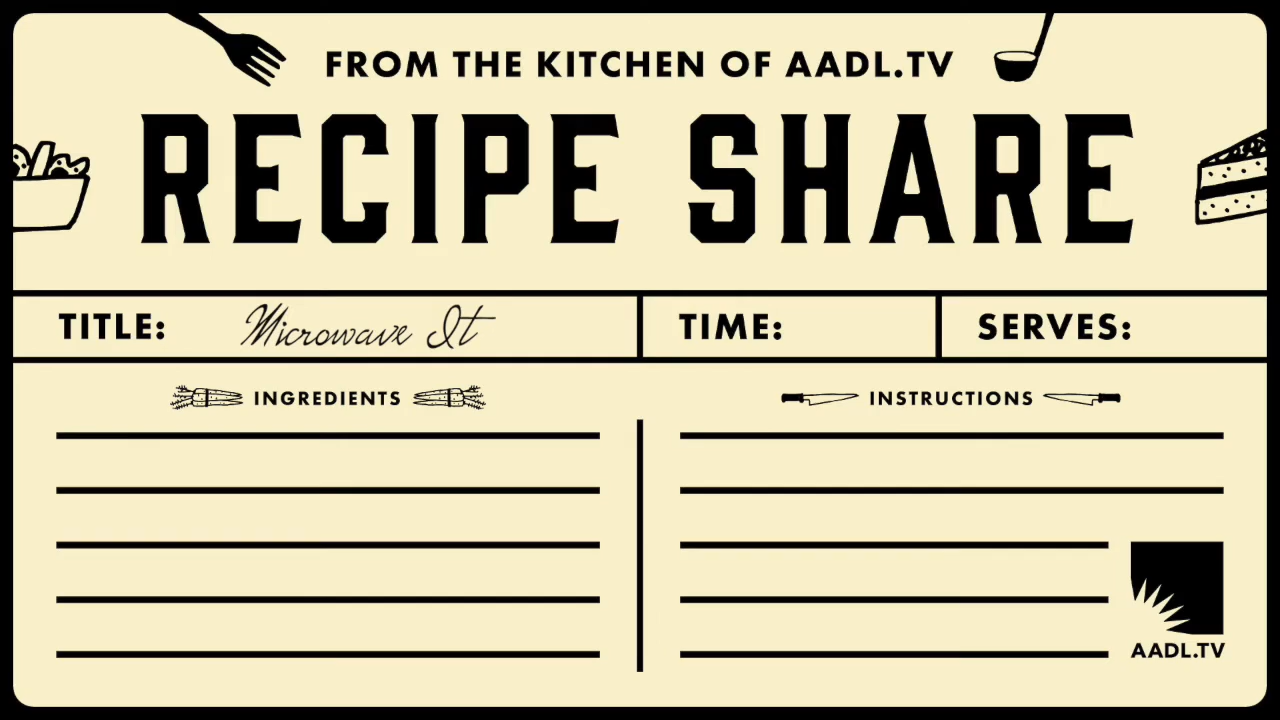 FROM THE KITCHEN OF AADL.TV
RECIPE SHARE
TITLE: Microwave It
TIME:
SERVES:
INGREDIENTS
INSTRUCTIONS
AADL.TV